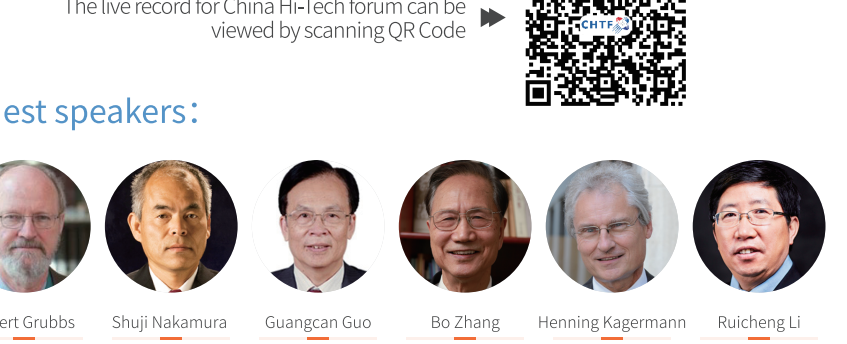 The live record for China Hi-Tech forum can be
viewed by scanning QR Code
CHTF
est speakers:
ert Grubbs
Shuji Nakamura
Guangcan Guo
Bo Zhang
Henning Kagermann
Ruicheng Li